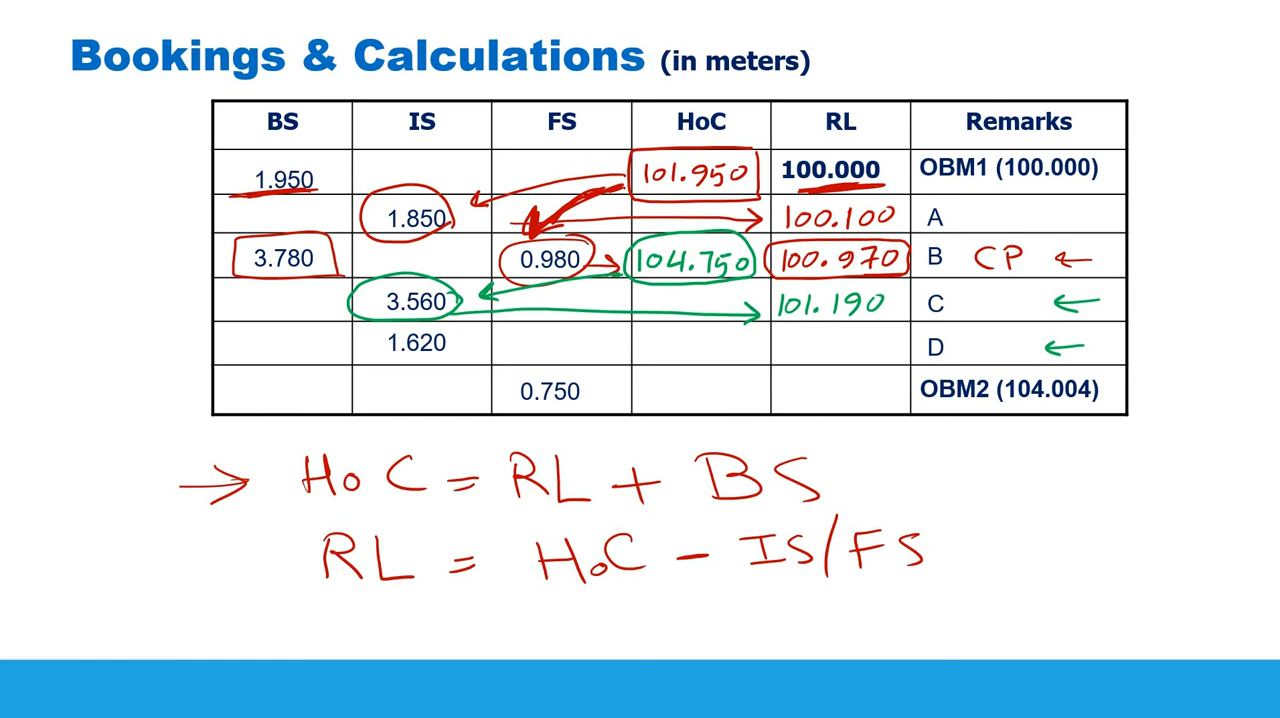 Bookings & Calculations (in meters)
BS IS FS HoC RL Remarks
1.950 101.950 100.000 OBM1 (100.000)
1.850 100.100 A
3.780 0.980 104.750 100.970 B CP
3.560 101.190 C
1.620 D
0.750 OBM2 (104.004)
HoC = RL + BS
RL = HoC - IS/FS